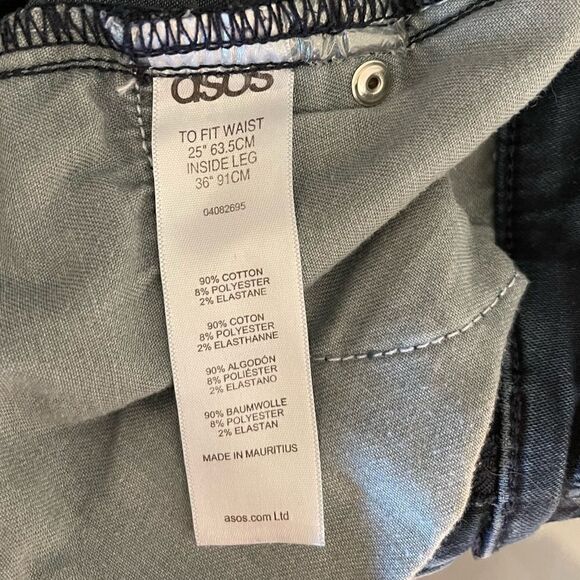 asos
TO FIT WAIST
25" 63.5CM
INSIDE LEG
36" 91CM
04082695
90% COTTON
8% POLYESTER
2% ELASTANE
90% COTON
8% POLYESTER
2% ELASTHANNE
90% ALGODÓN
8% POLIÉSTER
2% ELASTANO
90% BAUMWOLLE
8% POLYESTER
2% ELASTAN
MADE IN MAURITIUS
asos.com Ltd